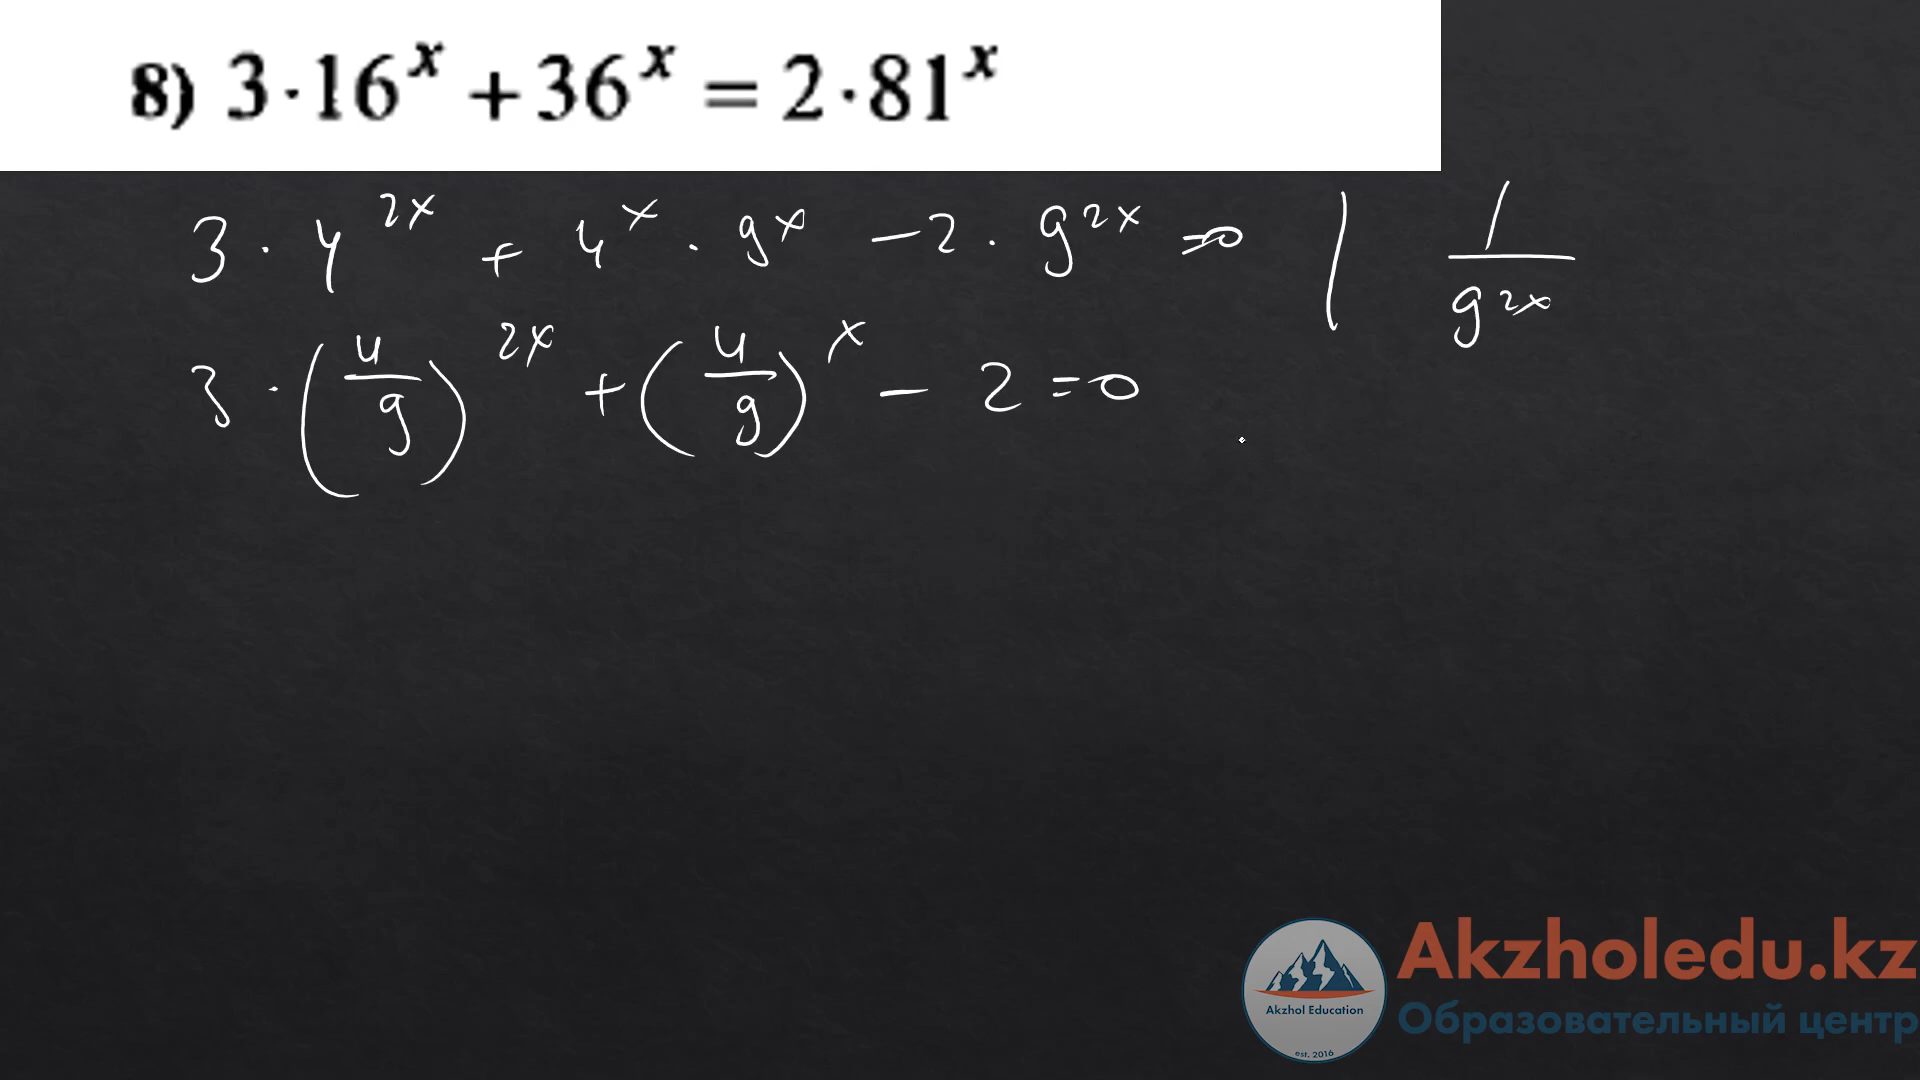 8) 3·16^x + 36^x = 2·81^x
3 · 4^2x + 4^x · 9^x − 2 · 9^2x = 0 | 1/9^2x
3 · (4/9)^2x + (4/9)^x − 2 = 0
Akzholedu.kz
Образовательный центр
Akzhol Education
est. 2016